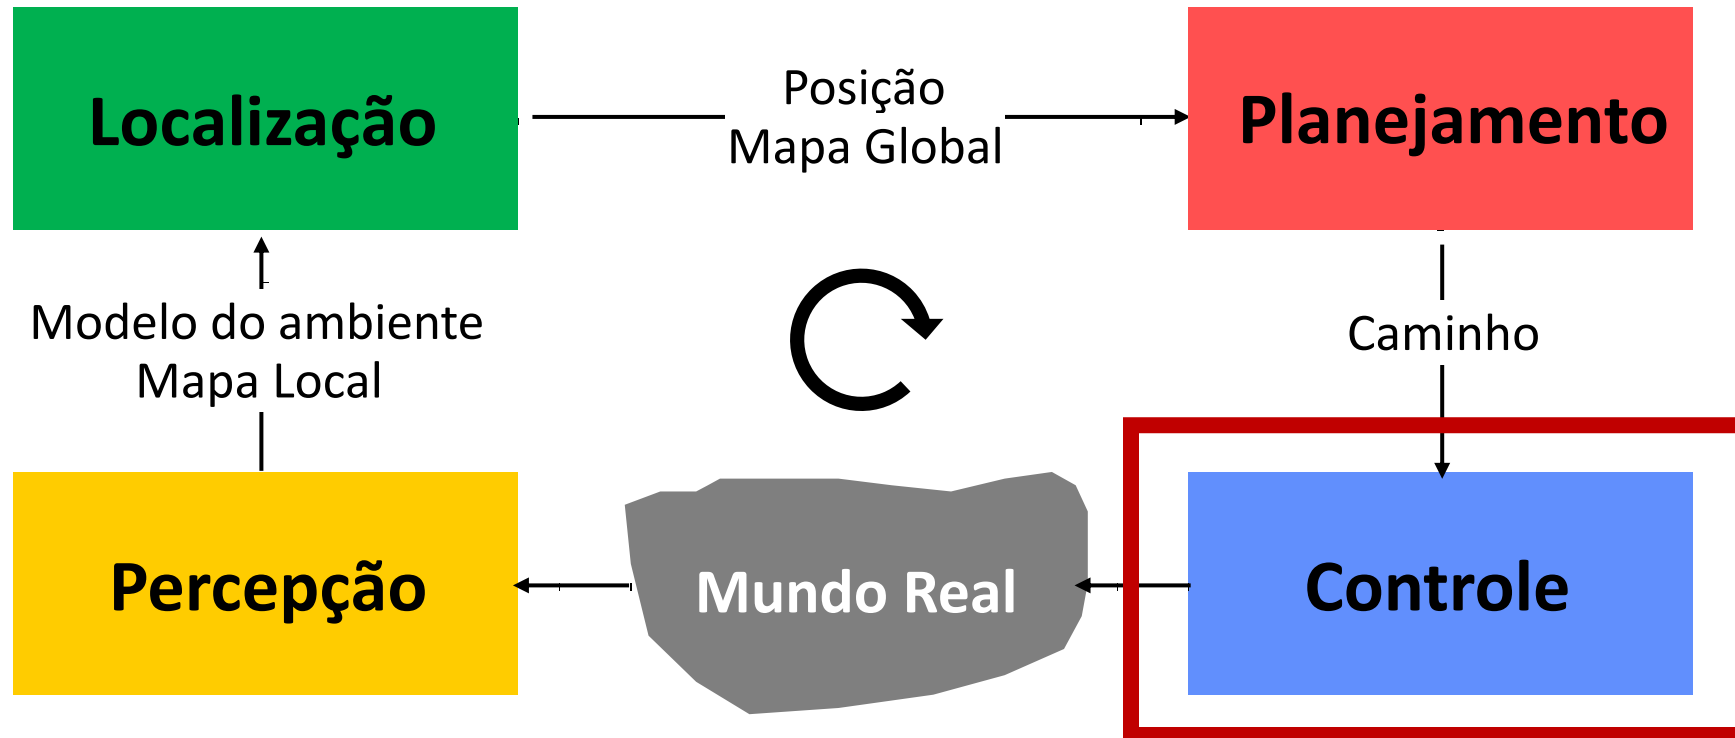 Localização
Posição
Mapa Global
Planejamento
Modelo do ambiente
Mapa Local
Caminho
Percepção
Mundo Real
Controle